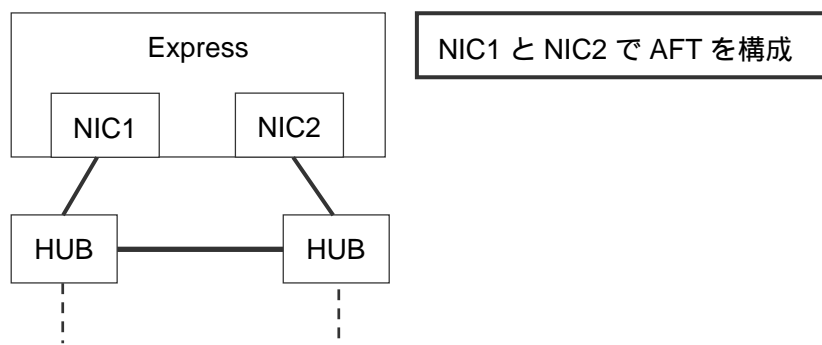 Express
NIC1 と NIC2 で AFT を構成
NIC1
NIC2
HUB
HUB